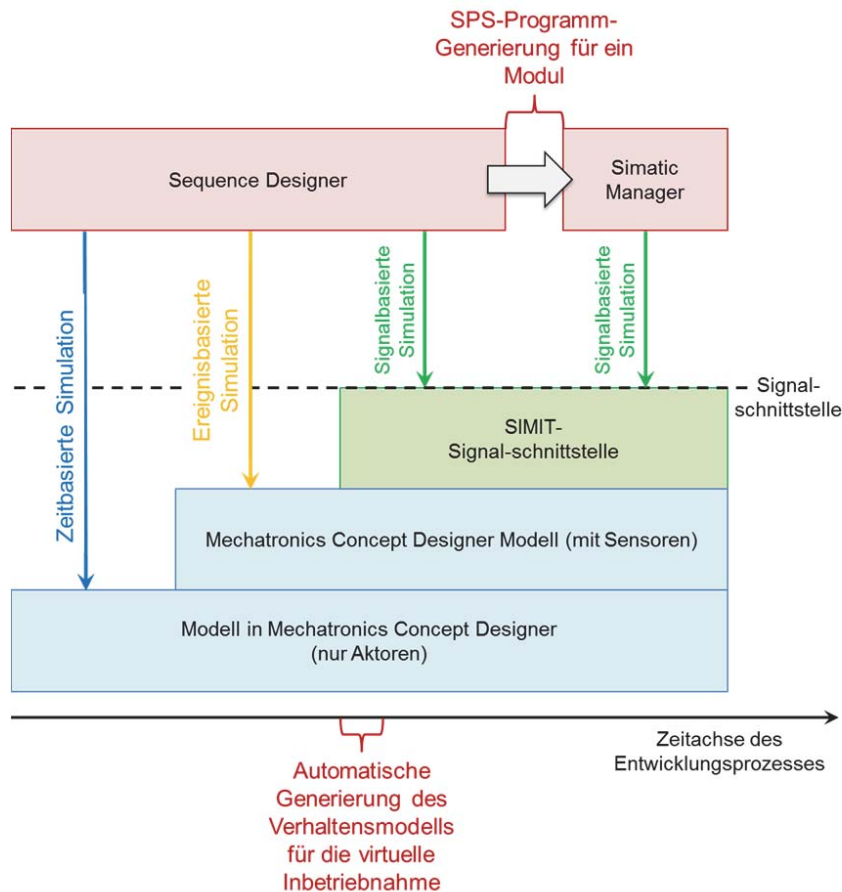 SPS-Programm-
Generierung für ein
Modul
Sequence Designer
Simatic
Manager
Zeitbasierte Simulation
Ereignisbasierte
Simulation
Signalbasierte
Simulation
Signalbasierte
Simulation
Signal-
schnittstelle
SIMIT-
Signal-schnittstelle
Mechatronics Concept Designer Modell (mit Sensoren)
Modell in Mechatronics Concept Designer
(nur Aktoren)
Zeitachse des
Entwicklungsprozesses
Automatische
Generierung des
Verhaltensmodells
für die virtuelle
Inbetriebnahme